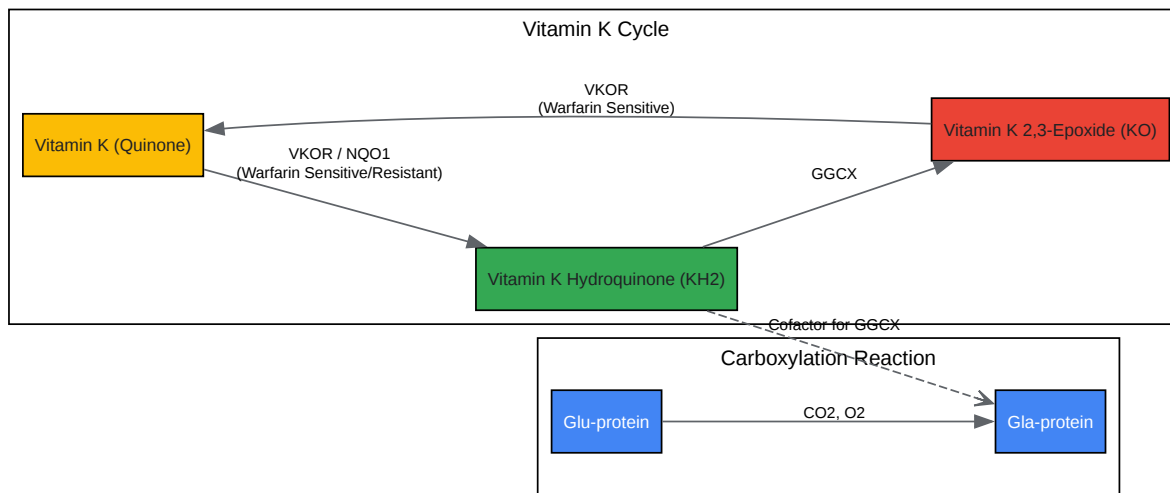 Vitamin K Cycle
VKOR
(Warfarin Sensitive)
Vitamin K (Quinone)
Vitamin K 2,3-Epoxide (KO)
VKOR / NQO1
(Warfarin Sensitive/Resistant)
GGCX
Vitamin K Hydroquinone (KH2)
Cofactor for GGCX
Carboxylation Reaction
Glu-protein
CO2, O2
Gla-protein